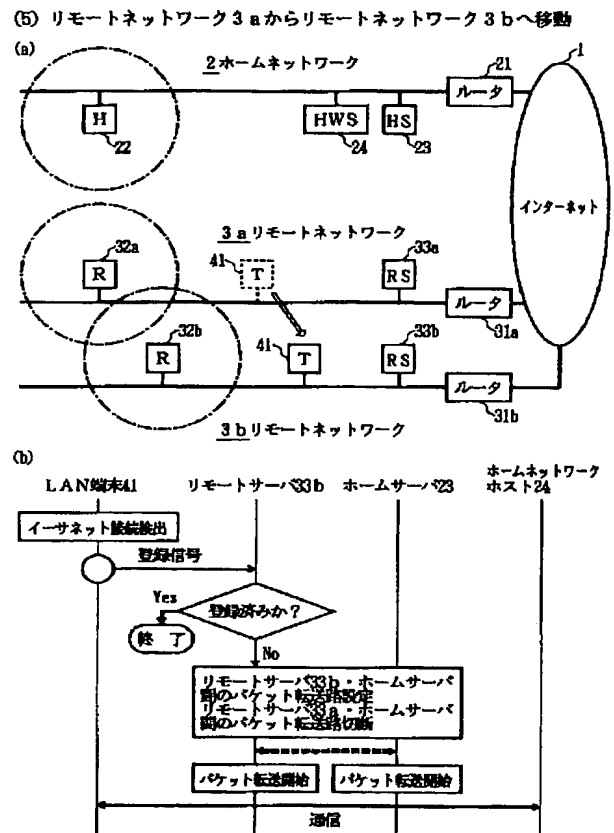 (5) リモートネットワーク3aからリモートネットワーク3bへ移動
(a)
2ホームネットワーク
21
1
ルータ
H
HWS
HS
22
24
23
インターネット
3aリモートネットワーク
32a
41
33a
R
T
RS
ルータ
31a
32b
41
33b
R
T
RS
ルータ
31b
3bリモートネットワーク
(b)
LAN端末41
リモートサーバ33b
ホームサーバ23
ホームネットワーク
ホスト24
イーサネット接続検出
登録信号
Yes
登録済みか？
終 了
No
リモートサーバ33b・ホームサーバ
間のパケット転送路設定
リモートサーバ33a・ホームサーバ
間のパケット転送路切断
パケット転送開始
パケット転送開始
通信